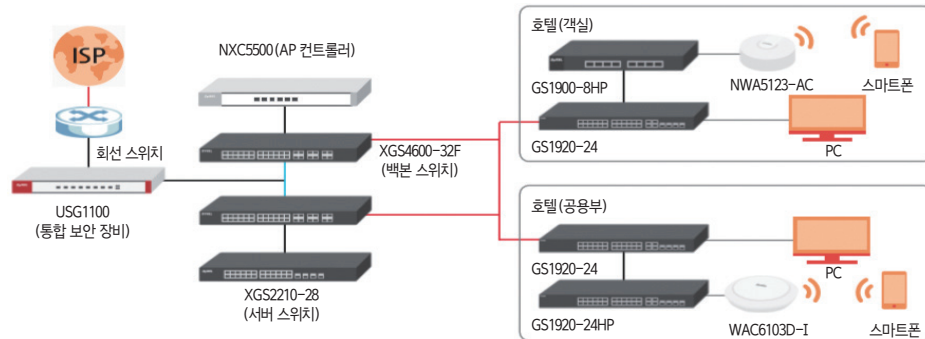 ISP
회선 스위치
USG1100
(통합 보안 장비)
NXC5500(AP 컨트롤러)
XGS4600-32F
(백본 스위치)
XGS2210-28
(서버 스위치)
호텔(객실)
GS1900-8HP
NWA5123-AC
스마트폰
GS1920-24
PC
호텔(공용부)
GS1920-24
PC
GS1920-24HP
WAC6103D-I
스마트폰